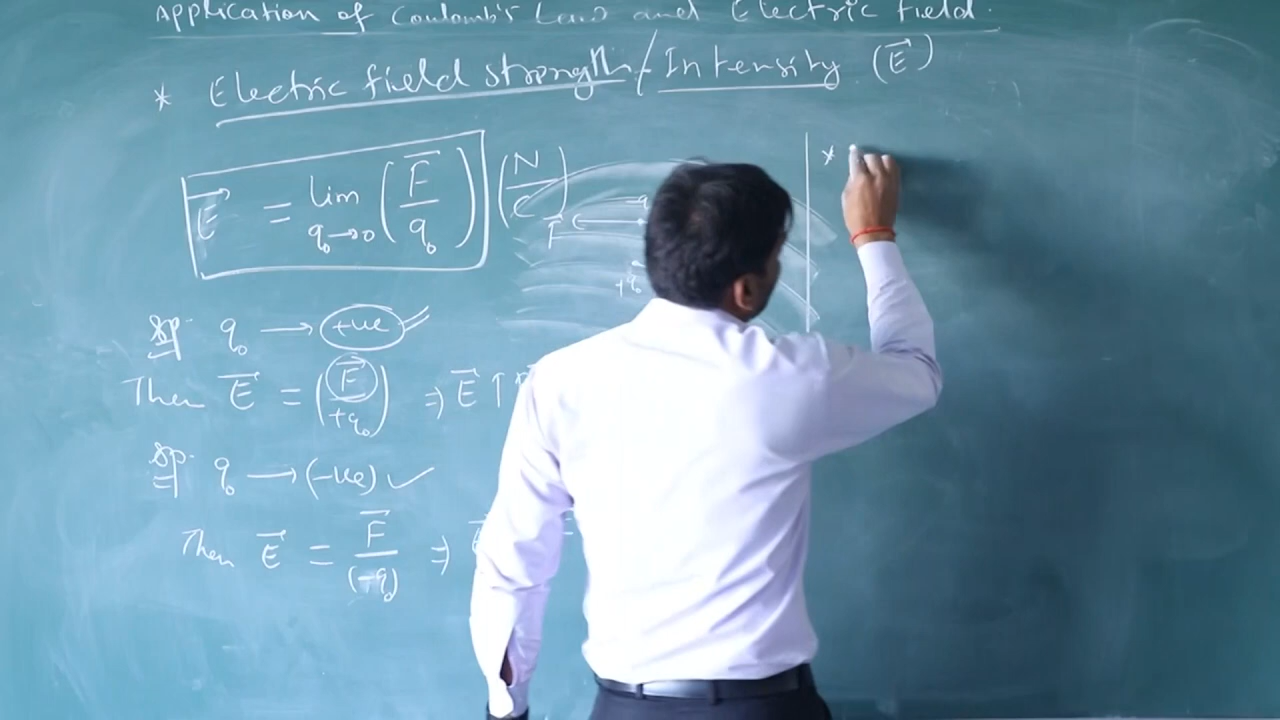 Application of Coulomb's Law and Electric field.
* Electric field strength/Intensity (E⃗)
E⃗ = lim q₀→0 (F⃗/q₀) (N/C)
F⃗ -q
+q₀
Sp. q₀ → +ve
Then E⃗ = (F⃗/+q₀) ⇒ E⃗ ↑↑
Sp. q₀ → (-ve) ✓
Then E⃗ = F⃗/(-q₀) ⇒
*